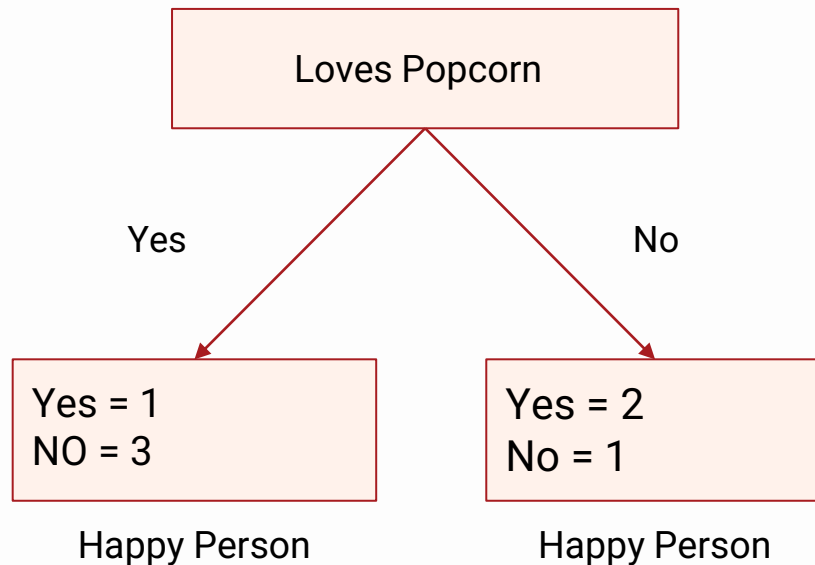 Loves Popcorn
Yes
No
Yes = 1
NO = 3
Yes = 2
No = 1
Happy Person
Happy Person